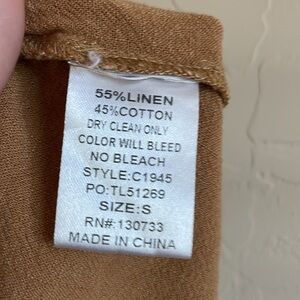 55%LINEN
45%COTTON
DRY CLEAN ONLY
COLOR WILL BLEED
NO BLEACH
STYLE:C1945
PO:TL51269
SIZE:S
RN#:130733
MADE IN CHINA